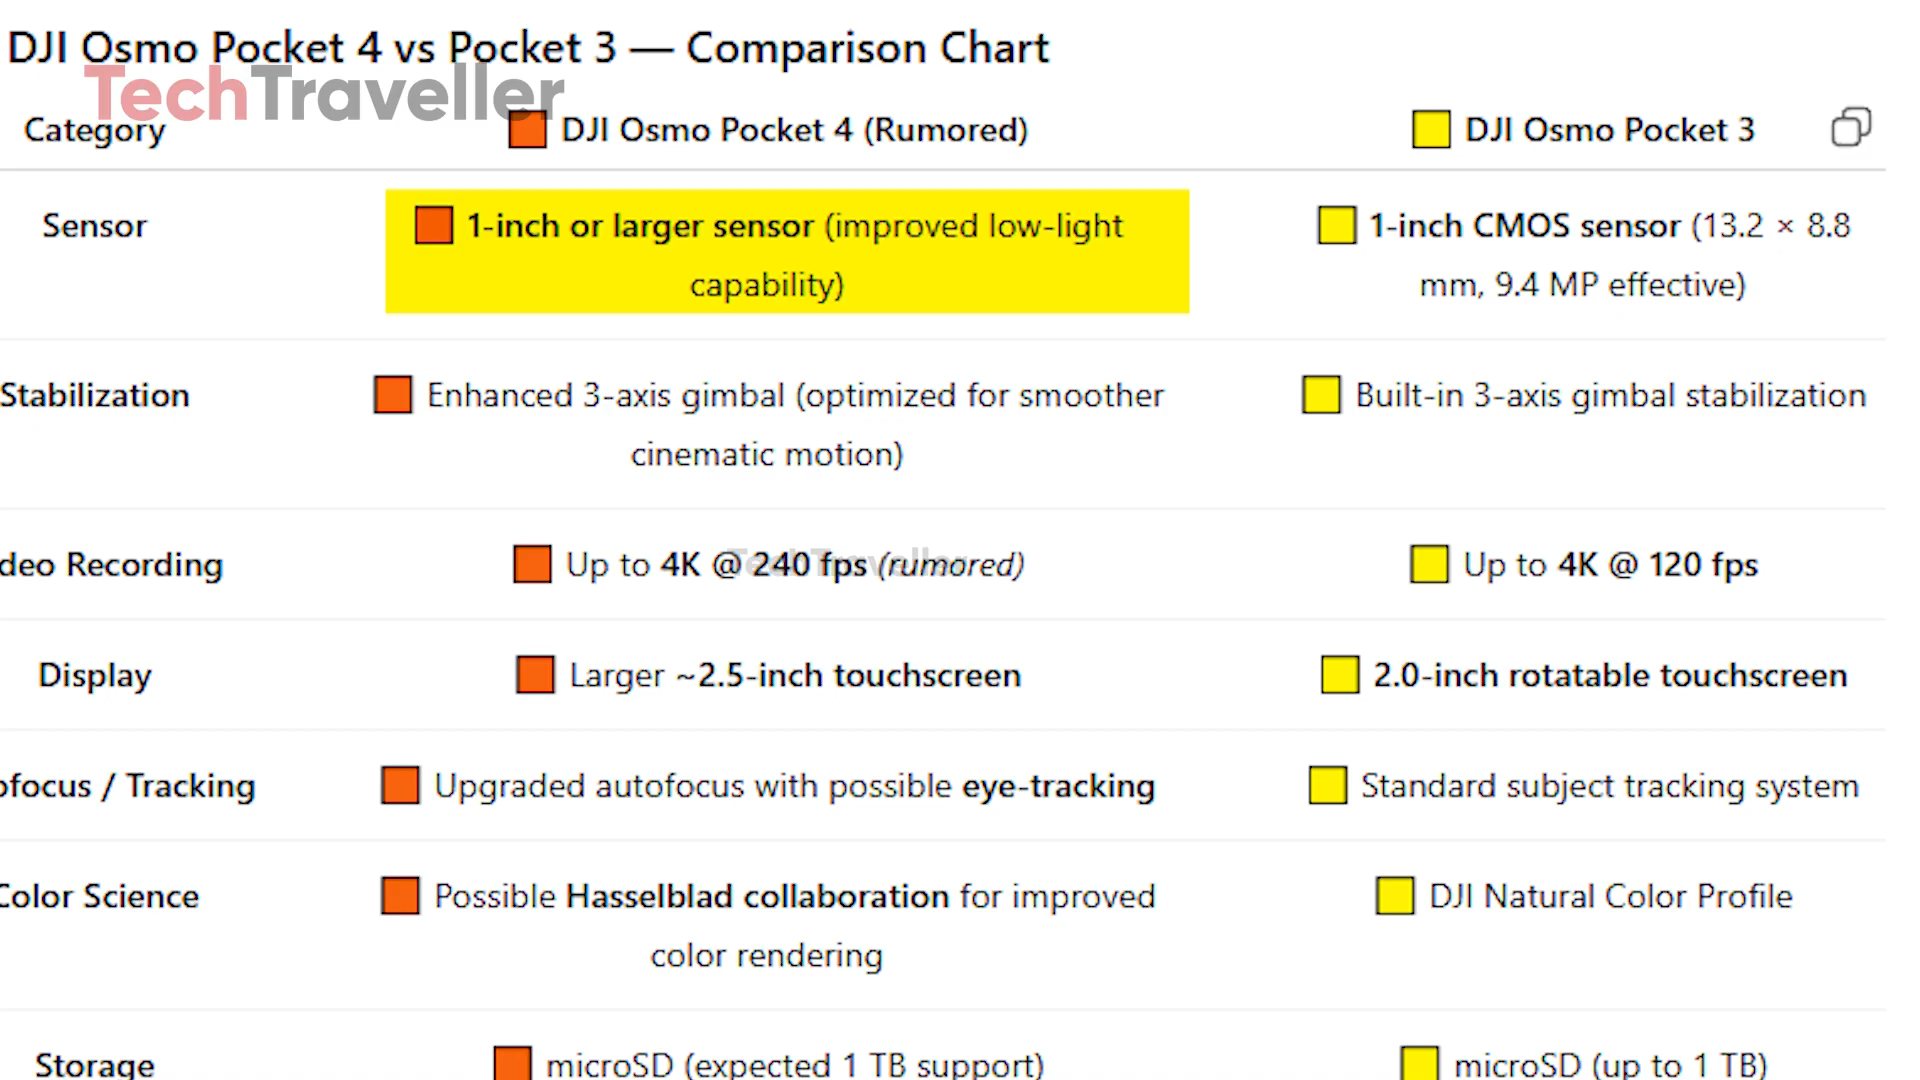 DJI Osmo Pocket 4 vs Pocket 3 — Comparison Chart
TechTraveller
Category
DJI Osmo Pocket 4 (Rumored)
DJI Osmo Pocket 3
Sensor
1-inch or larger sensor (improved low-light
capability)
1-inch CMOS sensor (13.2 × 8.8
mm, 9.4 MP effective)
Stabilization
Enhanced 3-axis gimbal (optimized for smoother
cinematic motion)
Built-in 3-axis gimbal stabilization
deo Recording
Up to 4K @ 240 fps (rumored)
TechTraveller
Up to 4K @ 120 fps
Display
Larger ~2.5-inch touchscreen
2.0-inch rotatable touchscreen
ofocus / Tracking
Upgraded autofocus with possible eye-tracking
Standard subject tracking system
Color Science
Possible Hasselblad collaboration for improved
color rendering
DJI Natural Color Profile
Storage
microSD (expected 1 TB support)
microSD (up to 1 TB)